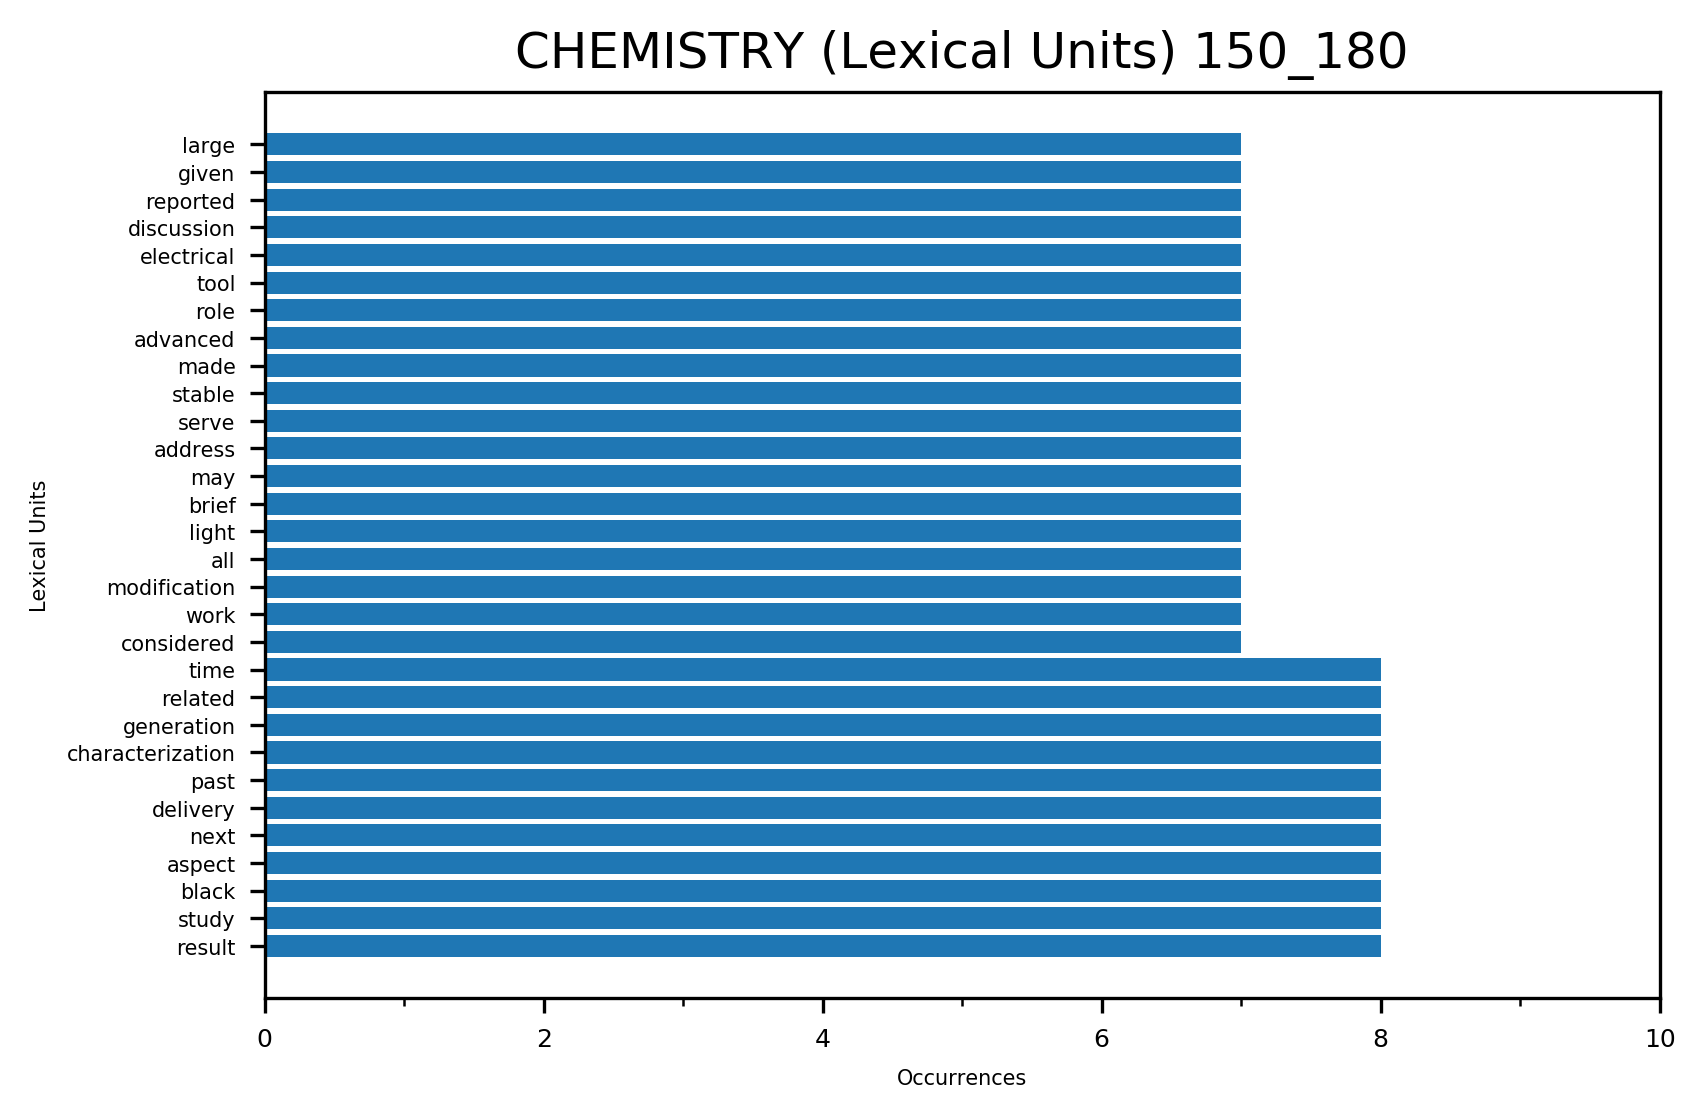 CHEMISTRY (Lexical Units) 150_180
large
given
reported
discussion
electrical
tool
role
advanced
made
stable
serve
address
may
brief
light
all
modification
work
considered
time
related
generation
characterization
past
delivery
next
aspect
black
study
result
Lexical Units
0 2 4 6 8 10
Occurrences